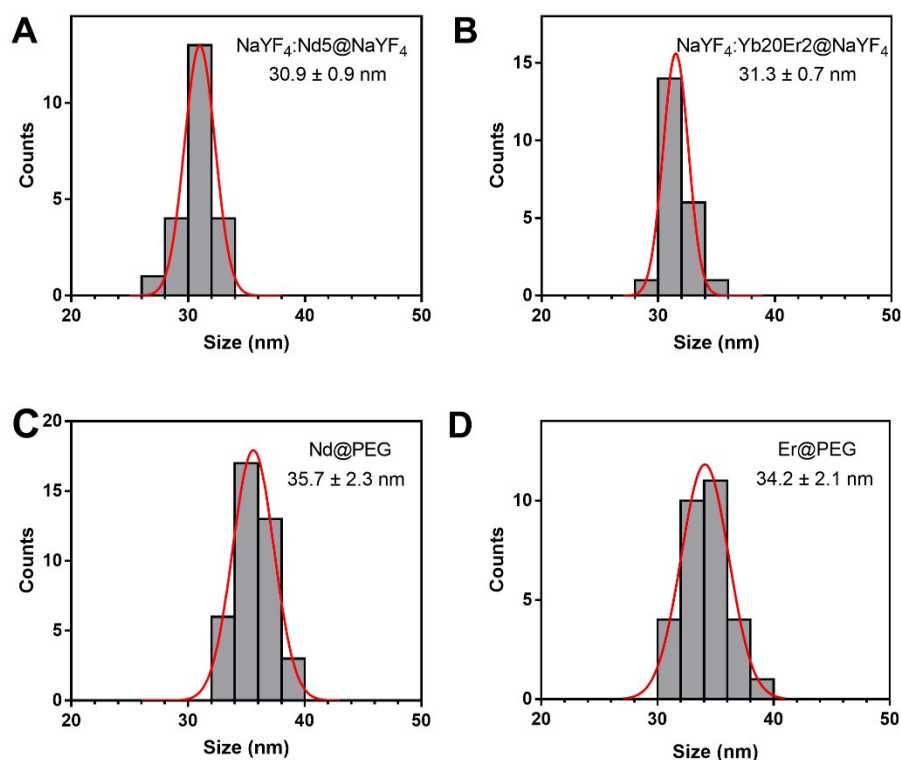 A
NaYF4:Nd5@NaYF4
30.9 ± 0.9 nm
10
5
0
Counts
20 30 40 50
Size (nm)
B
NaYF4:Yb20Er2@NaYF4
31.3 ± 0.7 nm
15
10
5
0
Counts
20 30 40 50
Size (nm)
C
Nd@PEG
35.7 ± 2.3 nm
20
15
10
5
0
Counts
20 30 40 50
Size (nm)
D
Er@PEG
34.2 ± 2.1 nm
10
5
0
Counts
20 30 40 50
Size (nm)